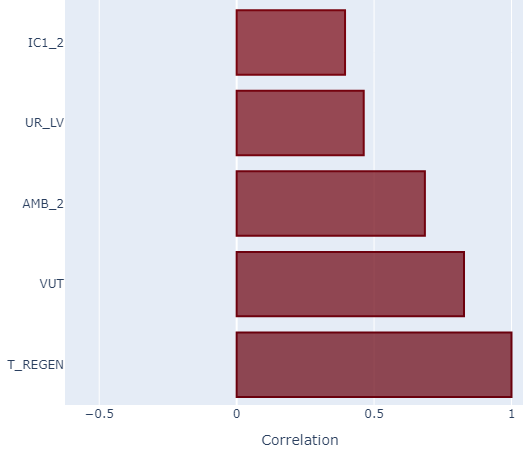 IC1_2
UR_LV
AMB_2
VUT
T_REGEN
−0.5 0 0.5 1
Correlation